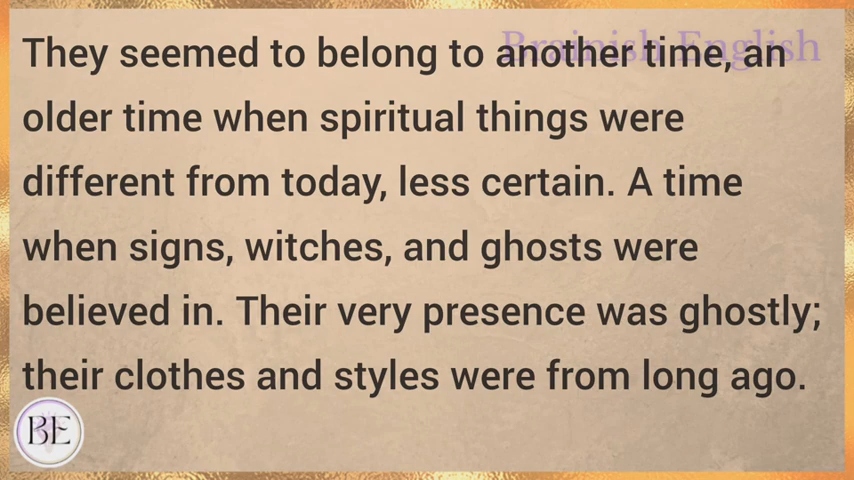 Brainish English
They seemed to belong to another time, an
older time when spiritual things were
different from today, less certain. A time
when signs, witches, and ghosts were
believed in. Their very presence was ghostly;
their clothes and styles were from long ago.
BE